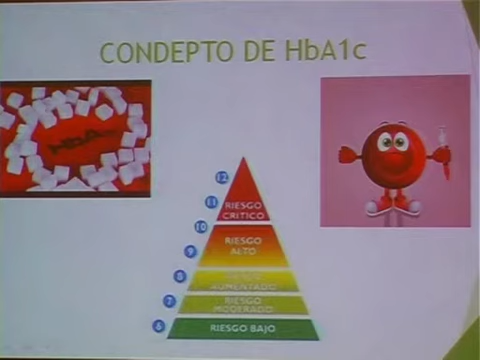 CONDEPTO DE HbA1c
HbA1c
12
11
RIESGO
CRITICO
10
RIESGO
ALTO
9
8
AUMENTADO
7
RIESGO
MODERADO
6
RIESGO BAJO